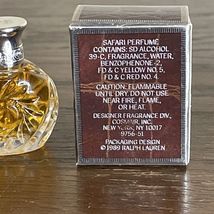 SAFARI PERFUME
CONTAINS: SD ALCOHOL
39-C, FRAGRANCE, WATER,
BENZOPHENONE-2,
FD & C YELLOW NO. 5,
FD & C RED NO. 4.
CAUTION: FLAMMABLE
UNTIL DRY. DO NOT USE
NEAR FIRE, FLAME,
OR HEAT.
DESIGNER FRAGRANCE DIV.,
COSMAIR, INC.
NEW YORK, NY 10017
9756-51
PACKAGING DESIGN
©1989 RALPH LAUREN